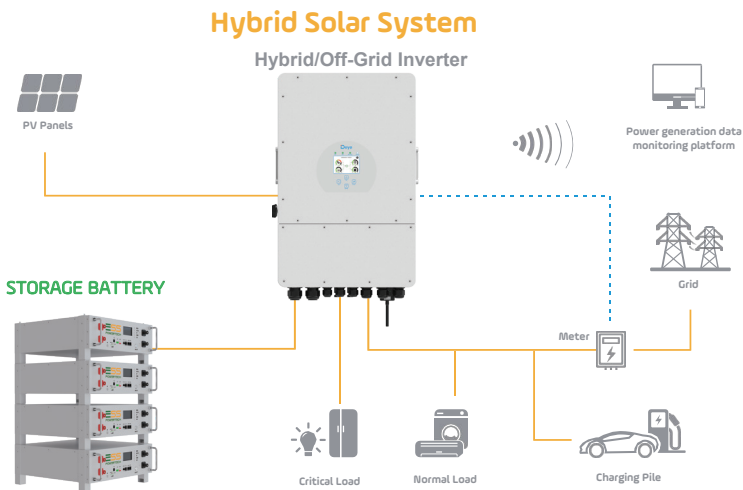 Hybrid Solar System
Hybrid/Off-Grid Inverter
PV Panels
Power generation data
monitoring platform
Deye
STORAGE BATTERY
Grid
Meter
Critical Load
Normal Load
Charging Pile